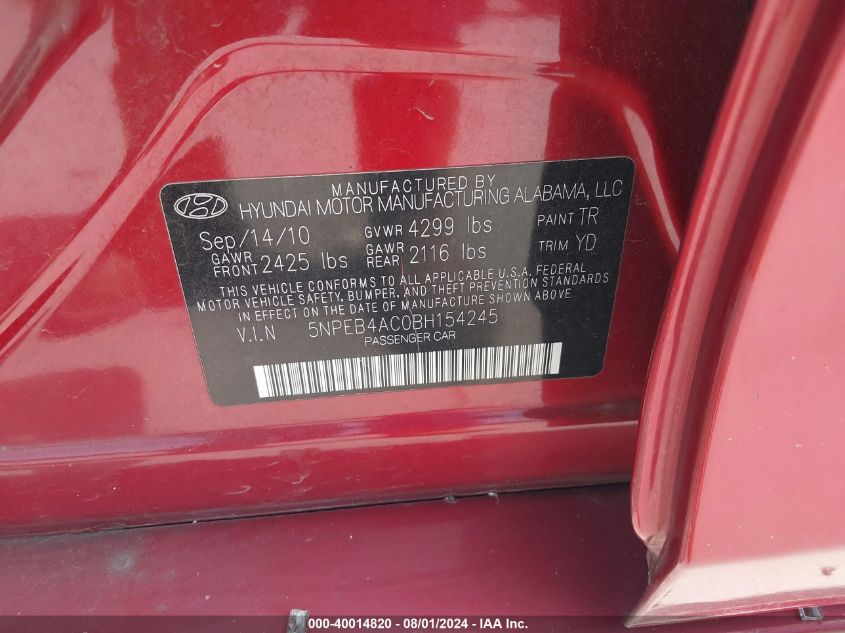 MANUFACTURED BY
HYUNDAI MOTOR MANUFACTURING ALABAMA, LLC
Sep/14/10 GVWR 4299 lbs PAINT TR
GAWR FRONT 2425 lbs GAWR REAR 2116 lbs TRIM YD
THIS VEHICLE CONFORMS TO ALL APPLICABLE U.S.A. FEDERAL
MOTOR VEHICLE SAFETY, BUMPER, AND THEFT PREVENTION STANDARDS
IN EFFECT ON THE DATE OF MANUFACTURE SHOWN ABOVE
V.I.N 5NPEB4AC0BH154245
PASSENGER CAR
000-40014820 - 08/01/2024 - IAA Inc.